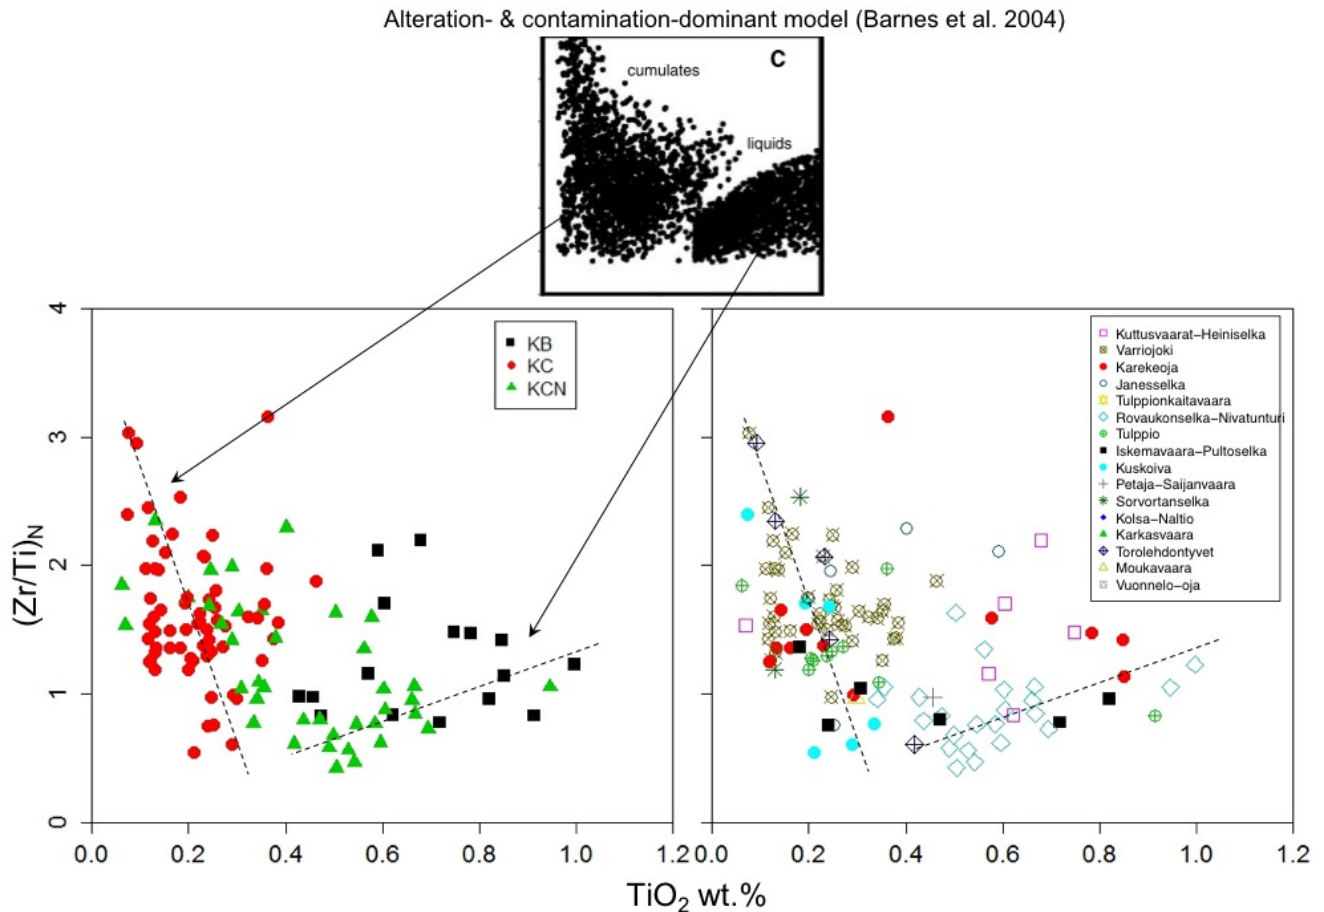 Alteration- & contamination-dominant model (Barnes et al. 2004)
C
cumulates
liquids
4
3
2
1
0
(Zr/Ti)N
KB
KC
KCN
0.0 0.2 0.4 0.6 0.8 1.0 1.2
Kuttusvaarat-Heiniselka
Varriojoki
Karekeoja
Janesselka
Tulppionkaitavaara
Rovaukonselka-Nivatunturi
Tulppio
Iskemavaara-Pultoselka
Kuskoiva
Petaja-Saijanvaara
Sorvortanselka
Kolsa-Naltio
Karkasvaara
Torolehdontyvet
Moukavaara
Vuonnelo-oja
0.0 0.2 0.4 0.6 0.8 1.0 1.2
TiO2 wt.%